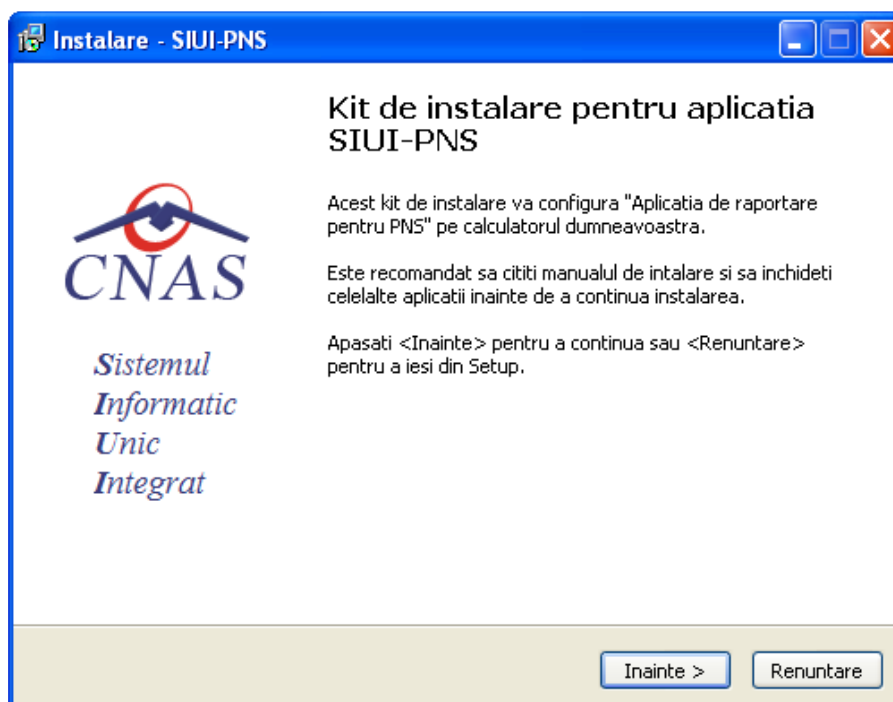 Instalare - SIUI-PNS
Kit de instalare pentru aplicatia
SIUI-PNS
Acest kit de instalare va configura "Aplicatia de raportare
pentru PNS" pe calculatorul dumneavoastra.
Este recomandat sa cititi manualul de intalare si sa inchideti
celelalte aplicatii inainte de a continua instalarea.
Apasati <Inainte> pentru a continua sau <Renuntare>
pentru a iesi din Setup.
CNAS
Sistemul
Informatic
Unic
Integrat
Inainte >
Renuntare